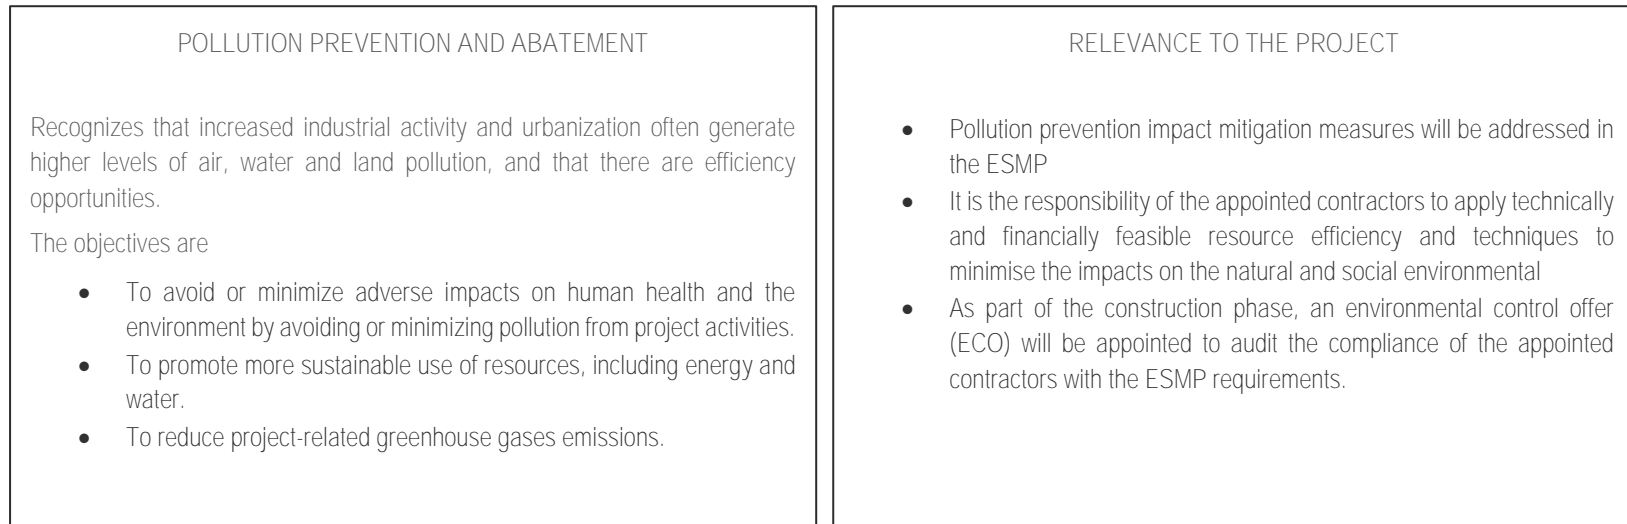 POLLUTION PREVENTION AND ABATEMENT
Recognizes that increased industrial activity and urbanization often generate
higher levels of air, water and land pollution, and that there are efficiency
opportunities.
The objectives are
• To avoid or minimize adverse impacts on human health and the
environment by avoiding or minimizing pollution from project activities.
• To promote more sustainable use of resources, including energy and
water.
• To reduce project-related greenhouse gases emissions.
RELEVANCE TO THE PROJECT
• Pollution prevention impact mitigation measures will be addressed in
the ESMP
• It is the responsibility of the appointed contractors to apply technically
and financially feasible resource efficiency and techniques to
minimise the impacts on the natural and social environmental
• As part of the construction phase, an environmental control offer
(ECO) will be appointed to audit the compliance of the appointed
contractors with the ESMP requirements.